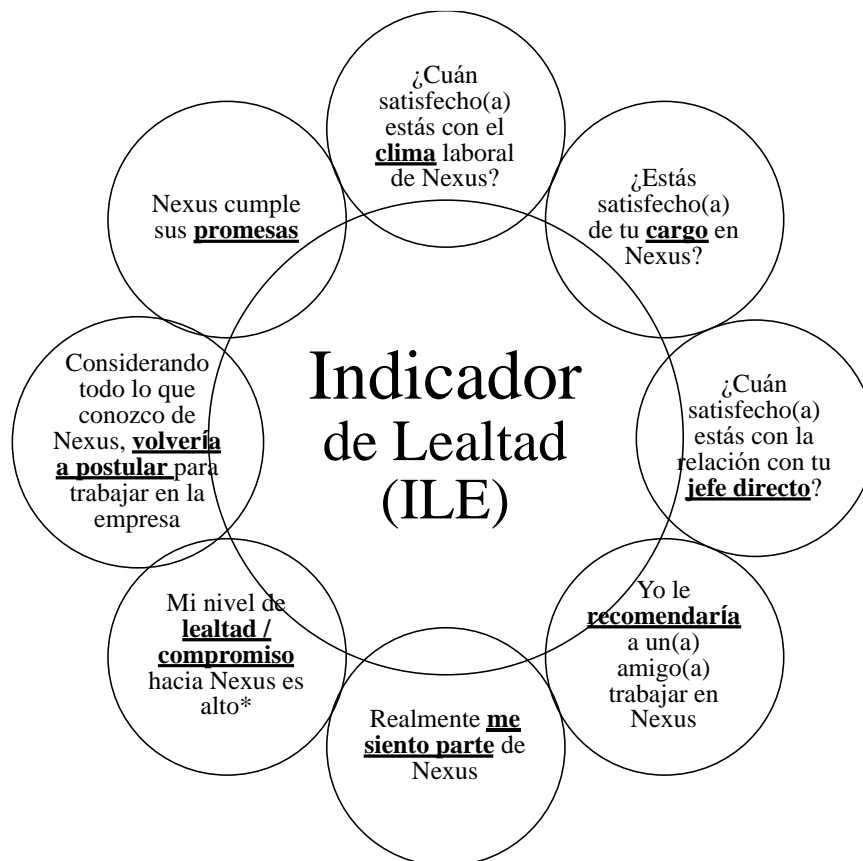 ¿Cuán
satisfecho(a)
estás con el
clima laboral
de Nexus?
¿Estás
satisfecho(a)
de tu cargo en
Nexus?
¿Cuán
satisfecho(a)
estás con la
relación con tu
jefe directo?
Yo le
recomendaría
a un(a)
amigo(a)
trabajar en
Nexus
Realmente me
siento parte de
Nexus
Mi nivel de
lealtad /
compromiso
hacia Nexus es
alto*
Considerando
todo lo que
conozco de
Nexus, volvería
a postular para
trabajar en la
empresa
Nexus cumple
sus promesas
Indicador
de Lealtad
(ILE)